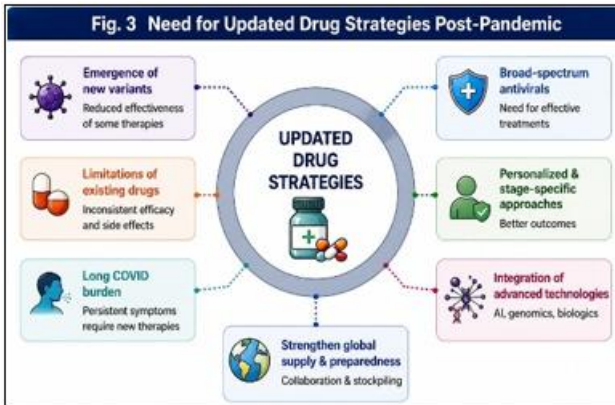 Fig. 3 Need for Updated Drug Strategies Post-Pandemic
Emergence of
new variants
Reduced effectiveness
of some therapies
Limitations of
existing drugs
Inconsistent efficacy
and side effects
Long COVID
burden
Persistent symptoms
require new therapies
UPDATED
DRUG
STRATEGIES
Broad-spectrum
antivirals
Need for effective
treatments
Personalized &
stage-specific
approaches
Better outcomes
Integration of
advanced technologies
AI, genomics, biologics
Strengthen global
supply & preparedness
Collaboration & stockpiling